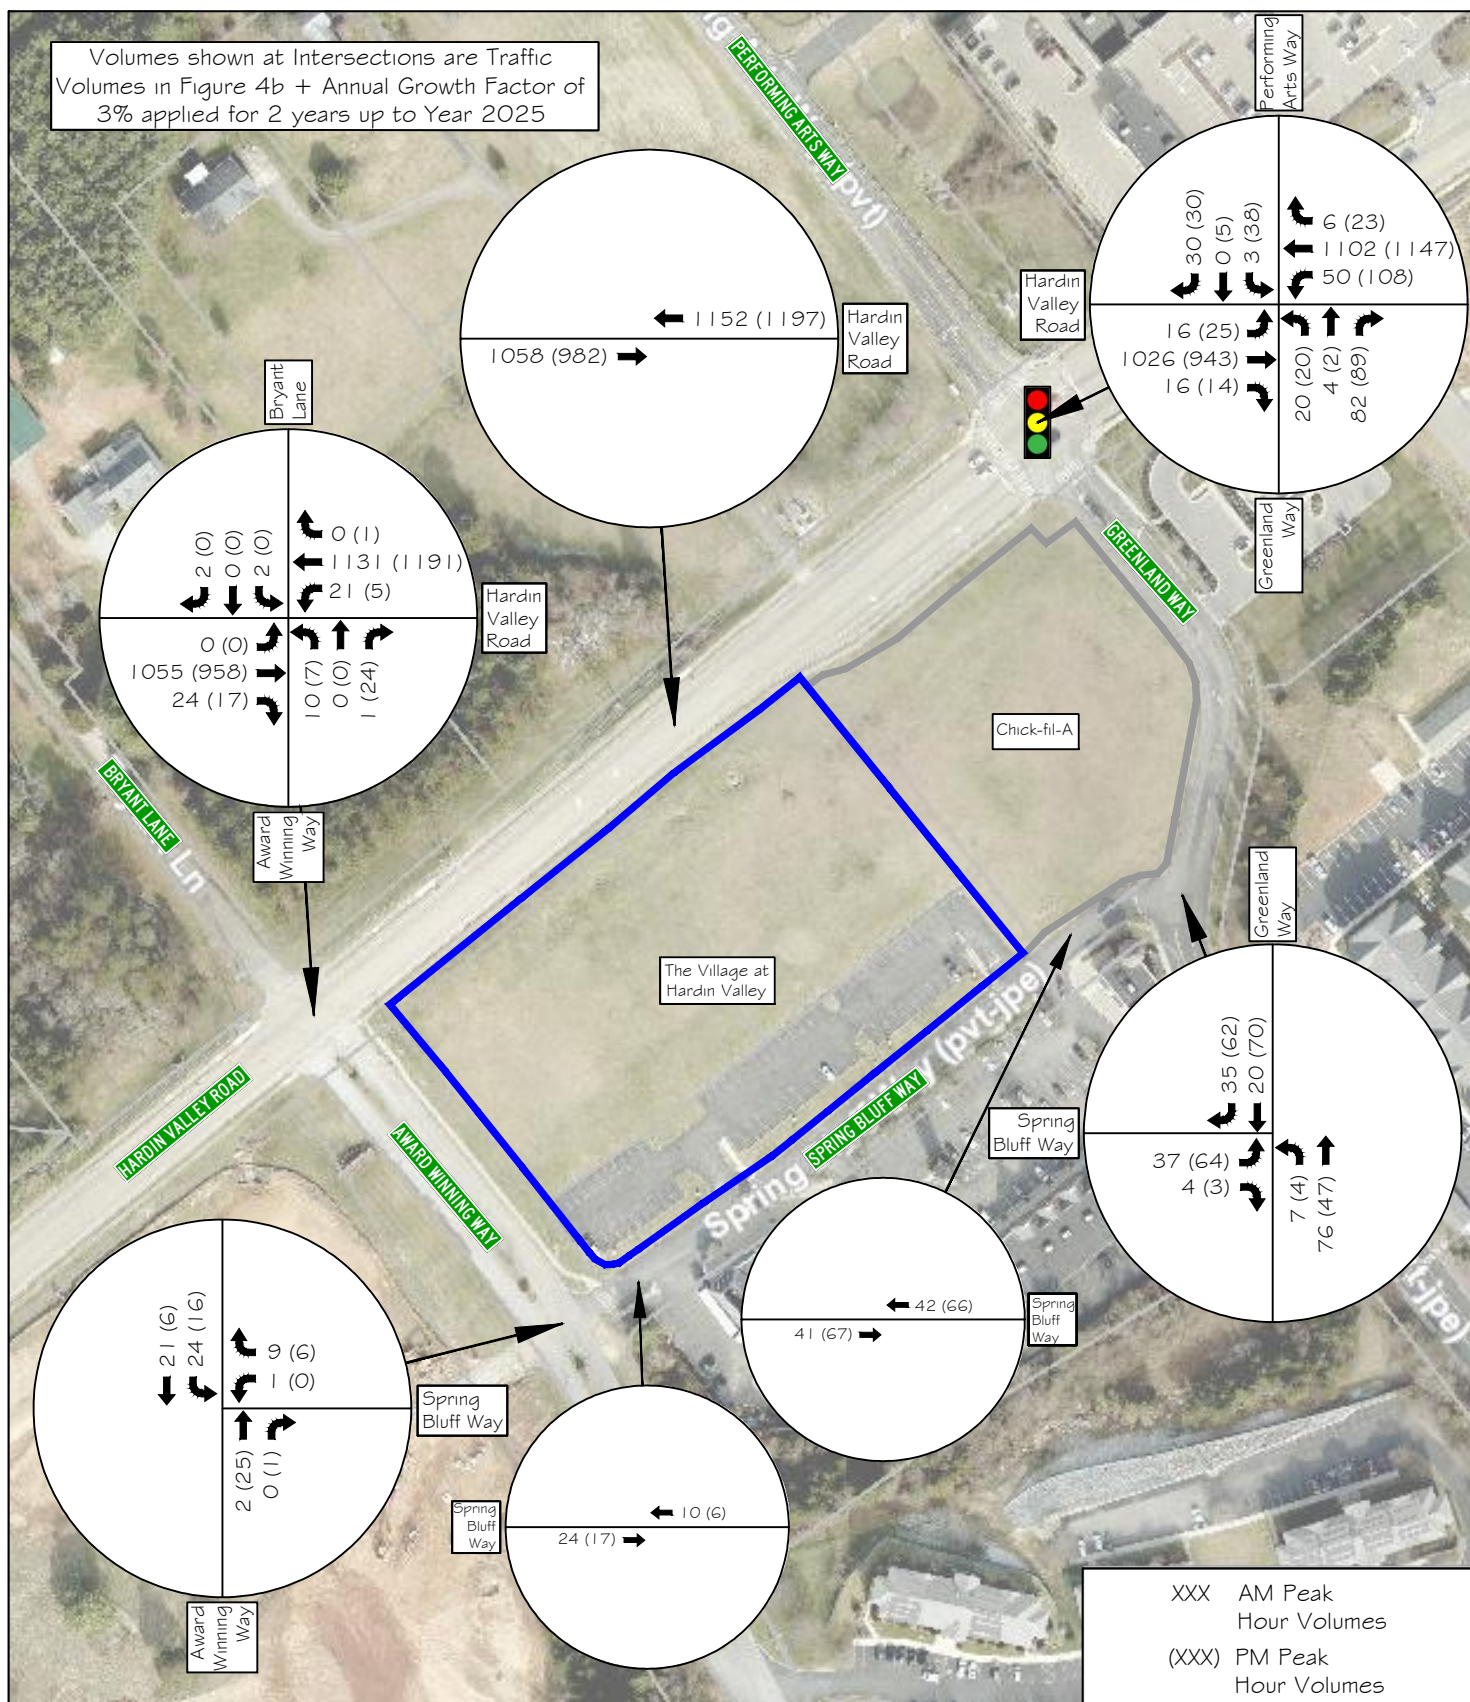 Volumes shown at Intersections are Traffic
Volumes in Figure 4b + Annual Growth Factor of
3% applied for 2 years up to Year 2025
PERFORMING ARTS WAY
(pvt)
Performing
Arts Way
30 (30)
0 (5)
3 (38)
6 (23)
1102 (1147)
50 (108)
Hardin
Valley
Road
16 (25)
1026 (943)
16 (14)
20 (20)
4 (2)
82 (89)
Greenland
Way
1152 (1197)
1058 (982)
Hardin
Valley
Road
Bryant
Lane
2 (0)
0 (0)
2 (0)
0 (1)
1131 (1191)
21 (5)
Hardin
Valley
Road
0 (0)
1055 (958)
24 (17)
10 (7)
0 (0)
1 (24)
Award
Winning
Way
GREENLAND WAY
Chick-fil-A
BRYANT LANE
Ln
The Village at
Hardin Valley
Greenland
Way
35 (62)
20 (70)
Spring
Bluff Way
37 (64)
4 (3)
7 (4)
76 (47)
HARDIN VALLEY ROAD
AWARD WINNING WAY
SPRING BLUFF WAY
Spring
(pvt-jpe)
42 (66)
41 (67)
Spring
Bluff
Way
21 (6)
24 (16)
9 (6)
1 (0)
Spring
Bluff Way
2 (25)
0 (1)
Award
Winning
Way
Spring
Bluff
Way
10 (6)
24 (17)
XXX AM Peak
Hour Volumes
(XXX) PM Peak
Hour Volumes